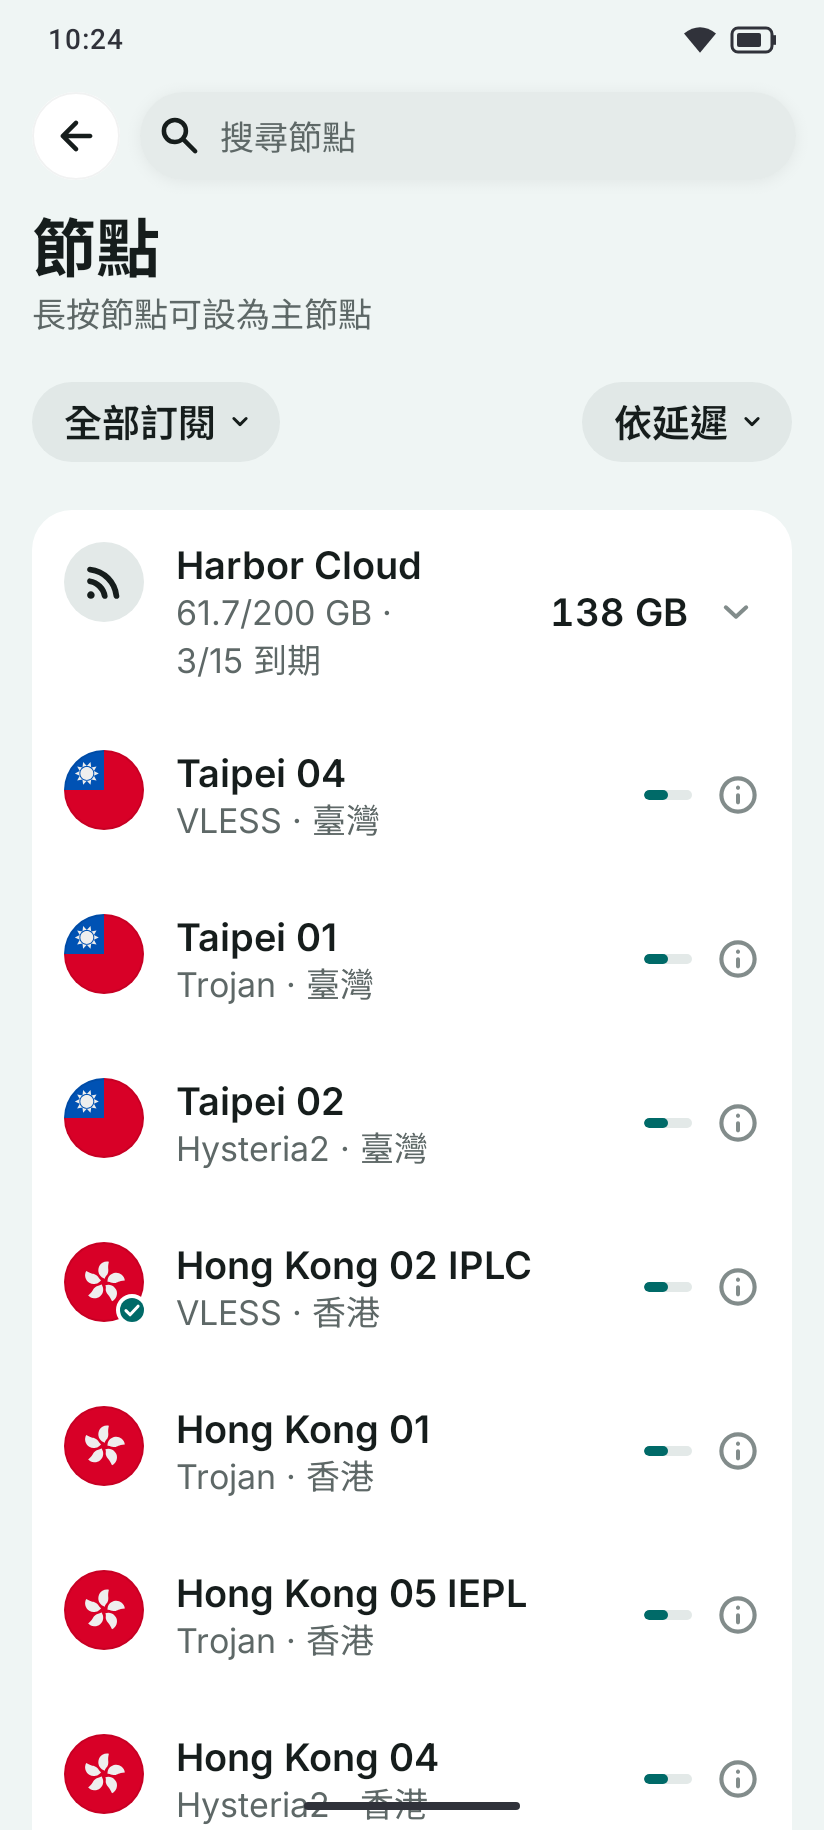 10:24
搜尋節點
節點
長按節點可設為主節點
全部訂閱
依延遲
Harbor Cloud
61.7/200 GB ·
3/15 到期
138 GB
Taipei 04
VLESS · 臺灣
Taipei 01
Trojan · 臺灣
Taipei 02
Hysteria2 · 臺灣
Hong Kong 02 IPLC
VLESS · 香港
Hong Kong 01
Trojan · 香港
Hong Kong 05 IEPL
Trojan · 香港
Hong Kong 04
Hysteria2 · 香港